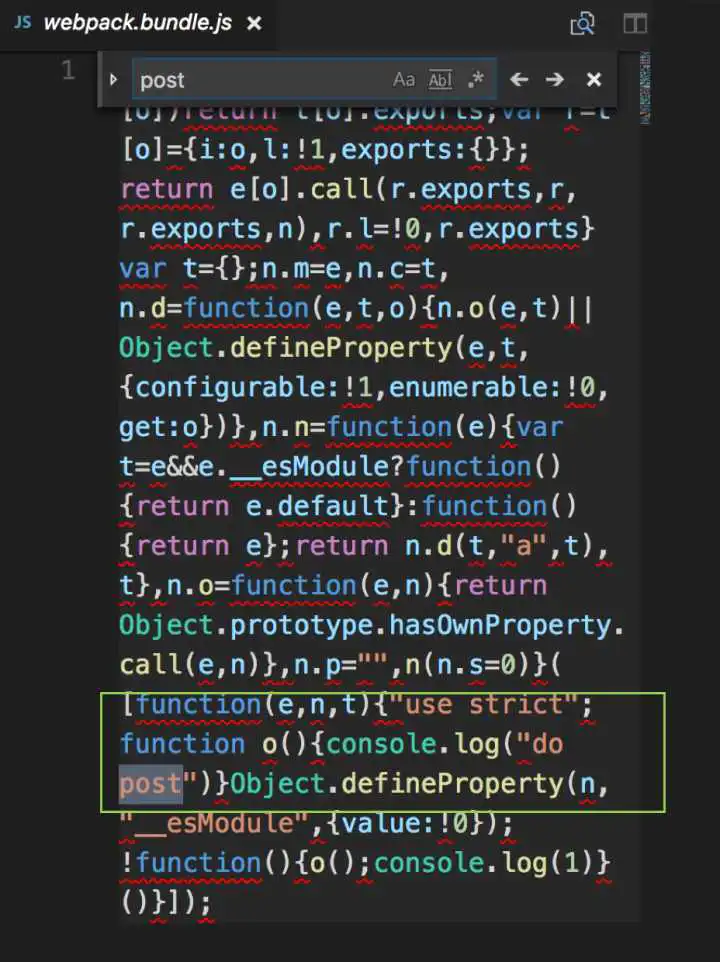 JS webpack.bundle.js ×
post Aa Abl .*
1
[o])return t[o].exports;var r=t
[o]={i:o,l:!1,exports:{}};
return e[o].call(r.exports,r,
r.exports,n),r.l=!0,r.exports}
var t={};n.m=e,n.c=t,
n.d=function(e,t,o){n.o(e,t)||
Object.defineProperty(e,t,
{configurable:!1,enumerable:!0,
get:o})},n.n=function(e){var
t=e&&e.__esModule?function()
{return e.default}:function()
{return e};return n.d(t,"a",t),
t},n.o=function(e,n){return
Object.prototype.hasOwnProperty.
call(e,n)},n.p="",n(n.s=0)}(
[function(e,n,t){"use strict";
function o(){console.log("do
post")}Object.defineProperty(n,
"__esModule",{value:!0});
!function(){o();console.log(1)}
()}]);